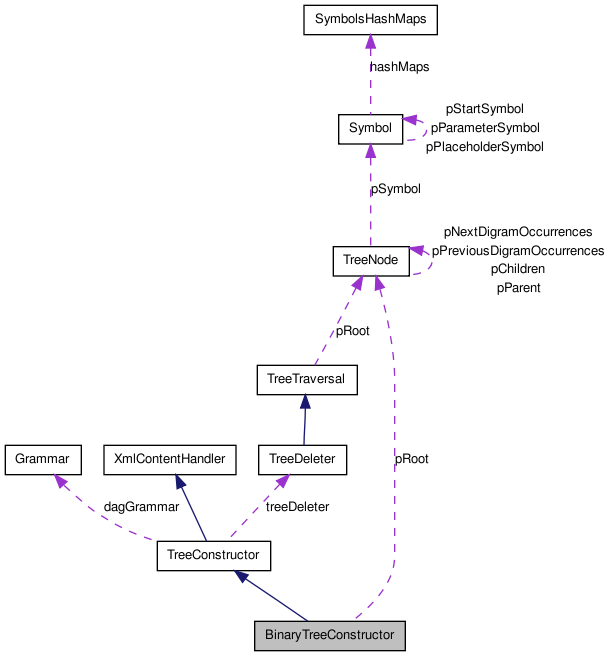 SymbolsHashMaps
hashMaps
pStartSymbol
Symbol
pParameterSymbol
pPlaceholderSymbol
pSymbol
pNextDigramOccurrences
TreeNode
pPreviousDigramOccurrences
pChildren
pParent
pRoot
TreeTraversal
Grammar
XmlContentHandler
TreeDeleter
pRoot
dagGrammar
treeDeleter
TreeConstructor
BinaryTreeConstructor